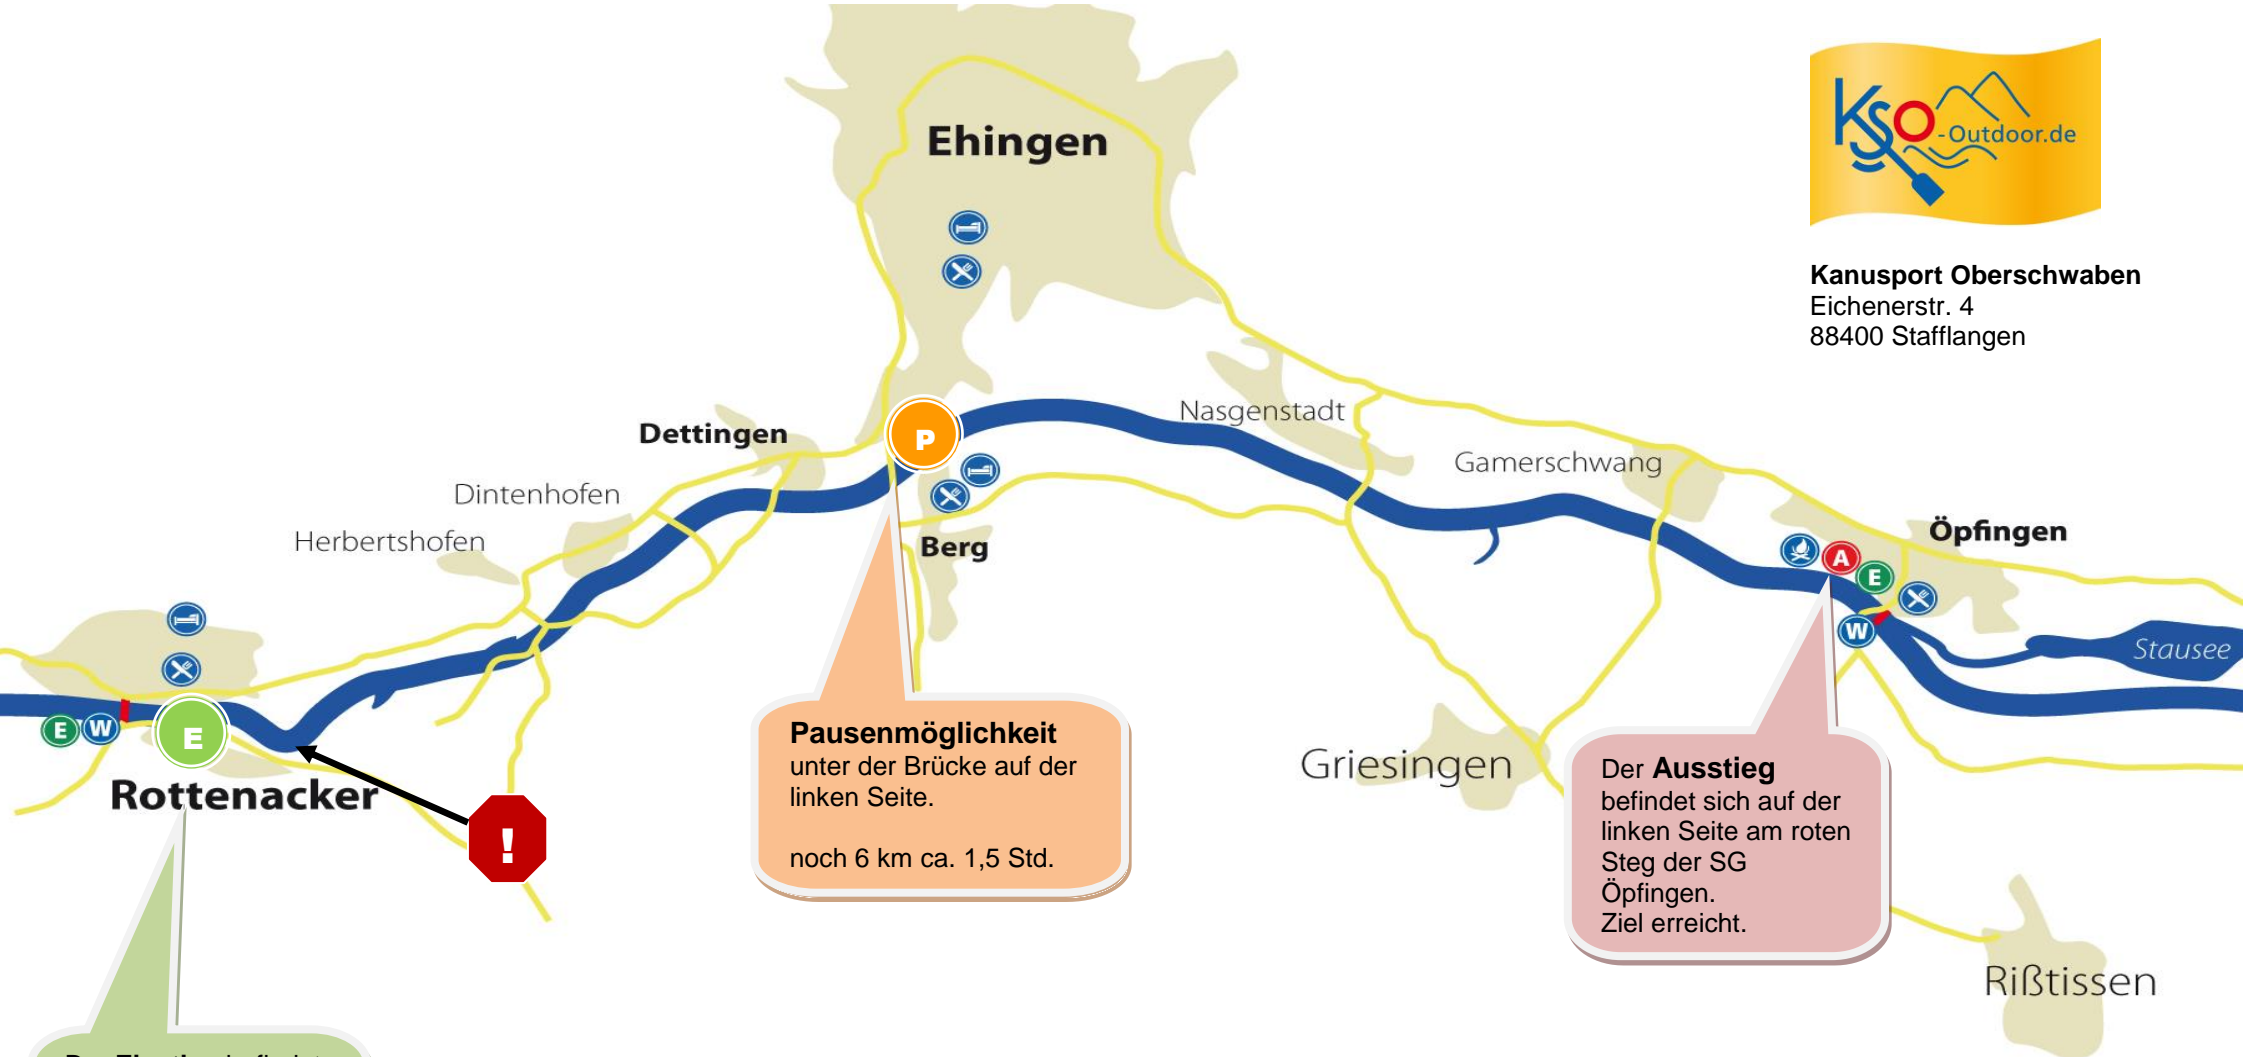 Ehingen
KSO-Outdoor.de
Kanusport Oberschwaben
Eichenerstr. 4
88400 Stafflangen
Nasgenstadt
Dettingen
P
Gamerschwang
Dintenhofen
Herbertshofen
Berg
Öpfingen
A
E
W
Stausee
E
W
E
Rottenacker
!
Pausenmöglichkeit
unter der Brücke auf der
linken Seite.
noch 6 km ca. 1,5 Std.
Griesingen
Der Ausstieg
befindet sich auf der
linken Seite am roten
Steg der SG
Öpfingen.
Ziel erreicht.
Rißtissen